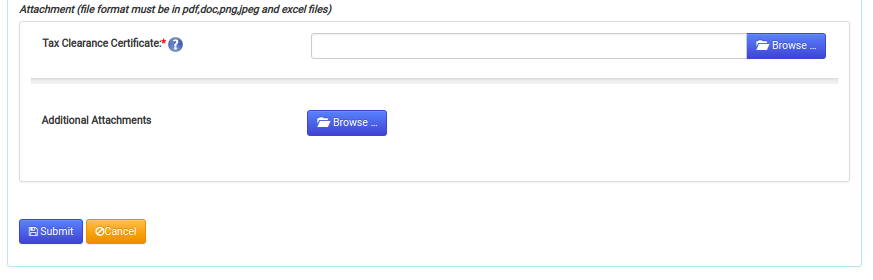 Attachment (file format must be in pdf,doc,png,jpeg and excel files)
Tax Clearance Certificate:* ?
Browse ...
Additional Attachments
Browse ...
Submit
Cancel